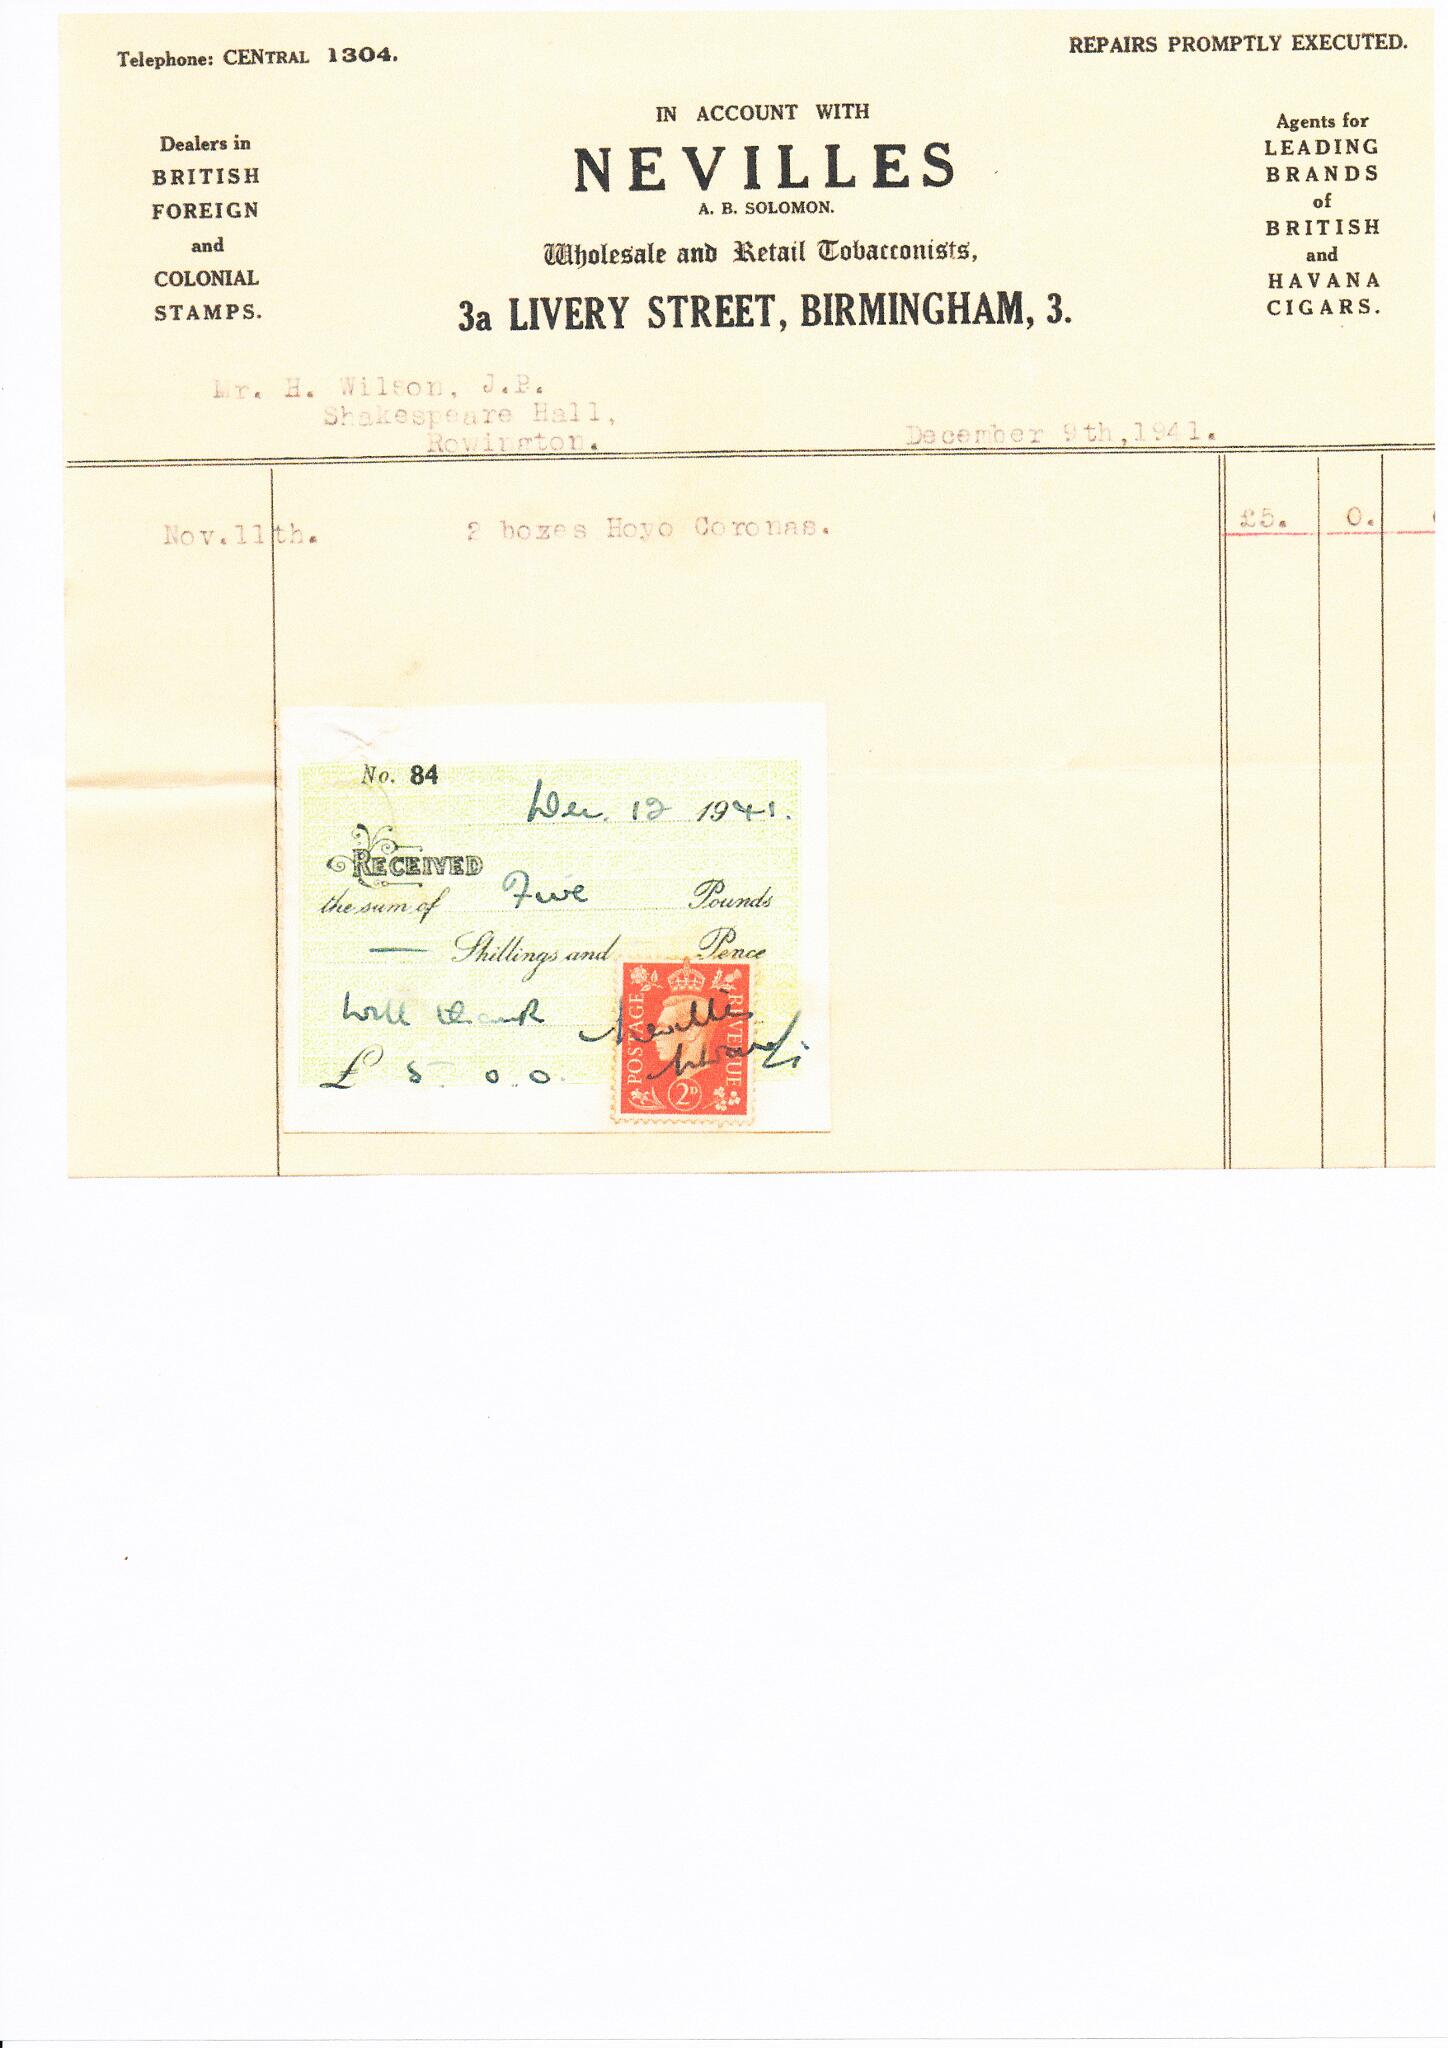 Telephone: CENTRAL 1304.
REPAIRS PROMPTLY EXECUTED.
Dealers in
BRITISH
FOREIGN
and
COLONIAL
STAMPS.
IN ACCOUNT WITH
NEVILLES
A. B. SOLOMON.
Wholesale and Retail Tobacconists,
3a LIVERY STREET, BIRMINGHAM, 3.
Agents for
LEADING
BRANDS
of
BRITISH
and
HAVANA
CIGARS.
Mr. H. Wilson, J.P.
Shakespeare Hall,
Rowington.
December 9th, 1941.
Nov.11th. 2 boxes Hoyo Coronas. £5. 0.
No. 84
Dec. 12 1941.
RECEIVED
the sum of Five Pounds
— Shillings and Pence
With thanks
Nevilles
£ 5 0 0.
POSTAGE REVENUE
2D